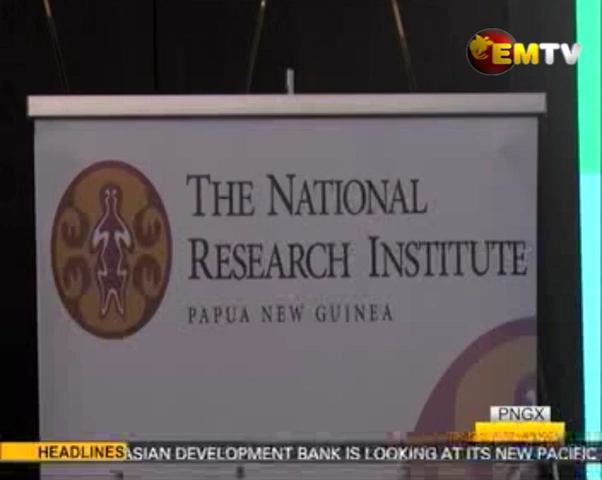 EMTV
THE NATIONAL
RESEARCH INSTITUTE
PAPUA NEW GUINEA
PNGX
HEADLINES
ASIAN DEVELOPMENT BANK IS LOOKING AT ITS NEW PACIFIC